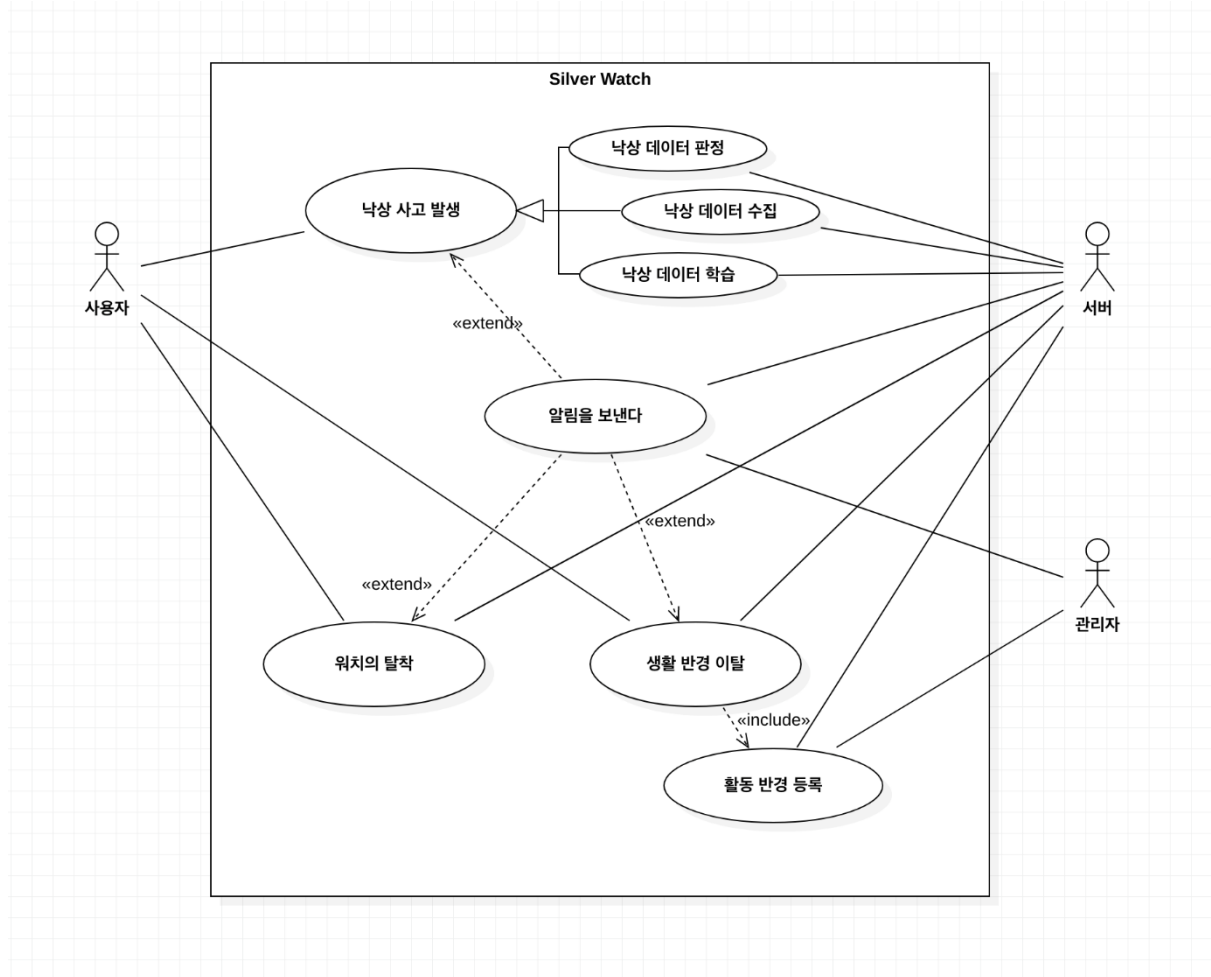 Silver Watch
낙상 데이터 판정
낙상 사고 발생
낙상 데이터 수집
낙상 데이터 학습
사용자
서버
«extend»
알림을 보낸다
«extend»
«extend»
관리자
워치의 탈착
생활 반경 이탈
«include»
활동 반경 등록